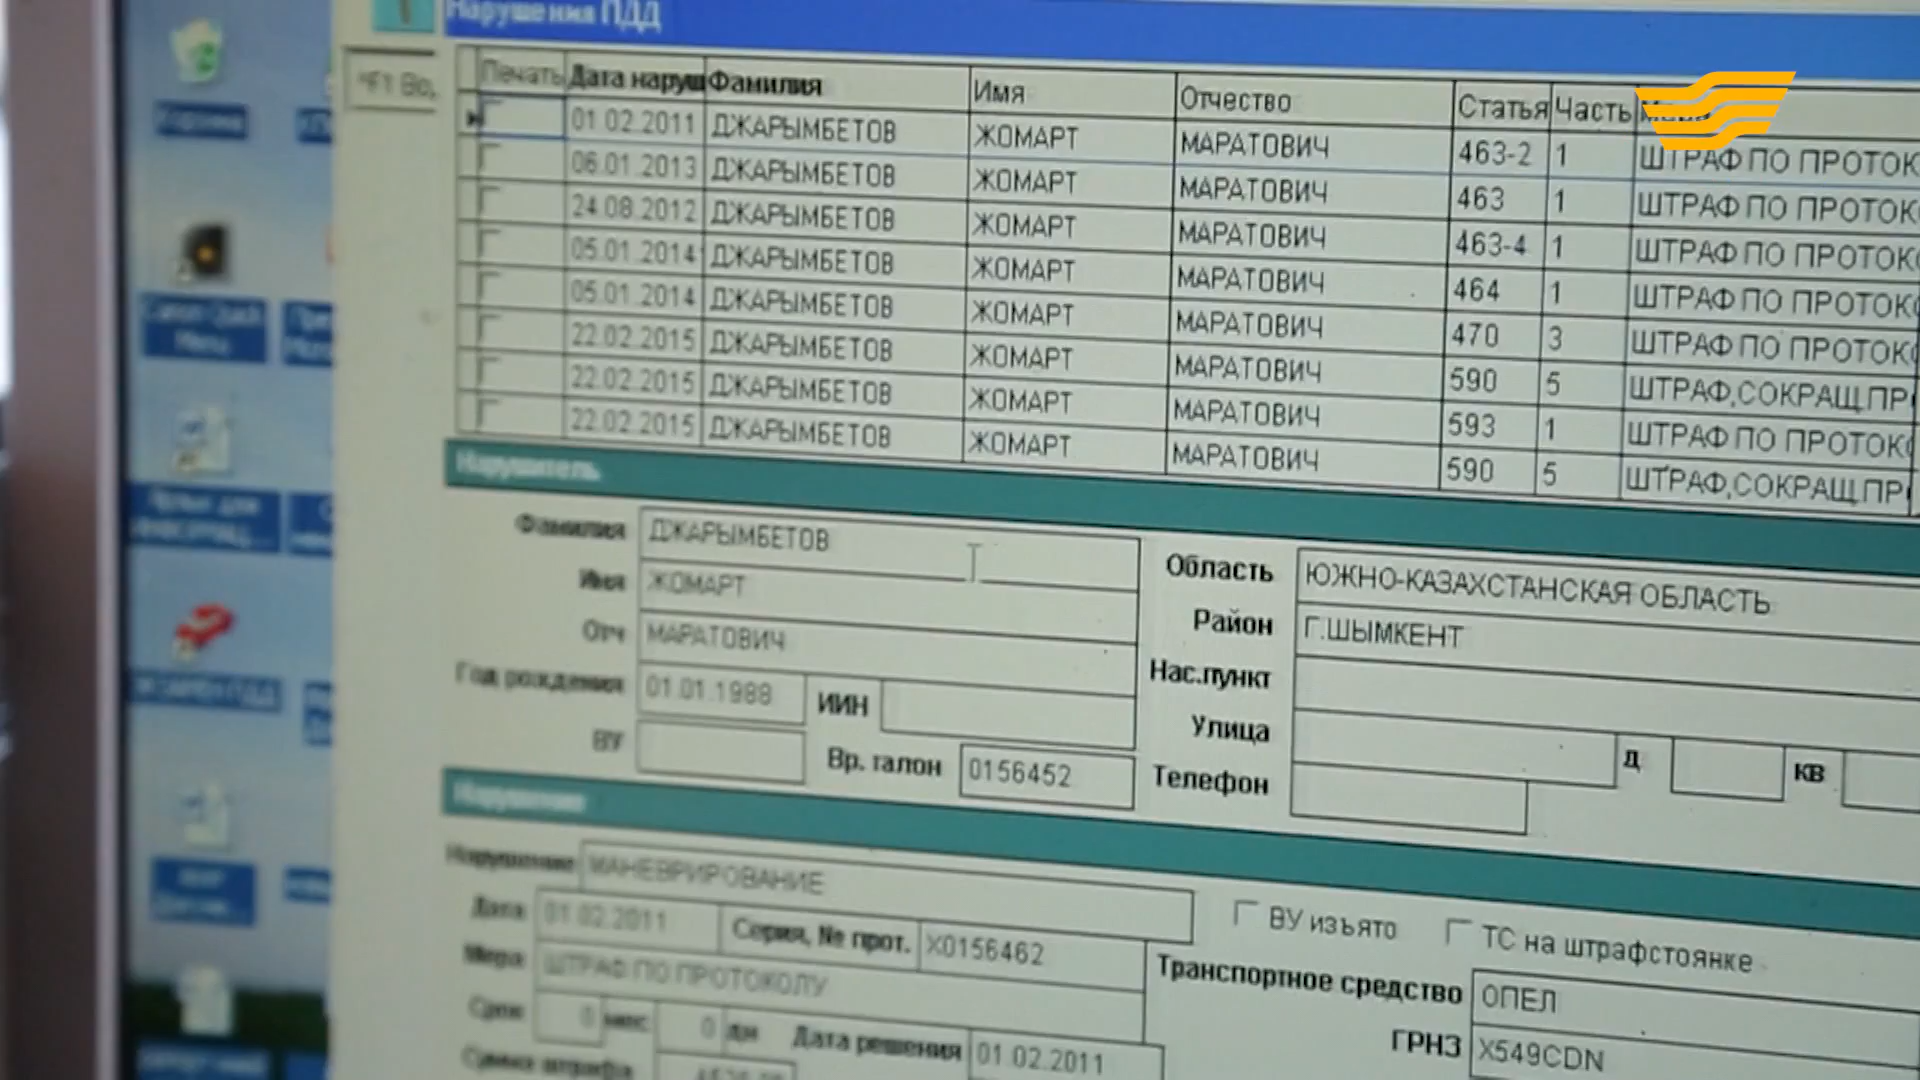 Нарушения ПДД
Печать Дата наруш Фамилия Имя Отчество Статья Часть Мера
01.02.2011 ДЖАРЫМБЕТОВ ЖОМАРТ МАРАТОВИЧ 463-2 1 ШТРАФ ПО ПРОТОК
06.01.2013 ДЖАРЫМБЕТОВ ЖОМАРТ МАРАТОВИЧ 463 1 ШТРАФ ПО ПРОТОК
24.08.2012 ДЖАРЫМБЕТОВ ЖОМАРТ МАРАТОВИЧ 463-4 1 ШТРАФ ПО ПРОТОК
05.01.2014 ДЖАРЫМБЕТОВ ЖОМАРТ МАРАТОВИЧ 464 1 ШТРАФ ПО ПРОТОК
05.01.2014 ДЖАРЫМБЕТОВ ЖОМАРТ МАРАТОВИЧ 470 3 ШТРАФ ПО ПРОТОК
22.02.2015 ДЖАРЫМБЕТОВ ЖОМАРТ МАРАТОВИЧ 590 5 ШТРАФ,СОКРАЩ.ПР
22.02.2015 ДЖАРЫМБЕТОВ ЖОМАРТ МАРАТОВИЧ 593 1 ШТРАФ ПО ПРОТОК
22.02.2015 ДЖАРЫМБЕТОВ ЖОМАРТ МАРАТОВИЧ 590 5 ШТРАФ,СОКРАЩ.ПР
Нарушитель
Фамилия ДЖАРЫМБЕТОВ Область ЮЖНО-КАЗАХСТАНСКАЯ ОБЛАСТЬ
Имя ЖОМАРТ Район Г.ШЫМКЕНТ
Отч МАРАТОВИЧ Нас.пункт
Год рождения 01.01.1988 ИИН Улица Д кв
ВУ Вр. талон 0156452 Телефон
Нарушение
Нарушение МАНЕВРИРОВАНИЕ ВУ изъято ТС на штрафстоянке
Дата 01.02.2011 Серия, № прот. X0156462
Мера ШТРАФ ПО ПРОТОКОЛУ Транспортное средство ОПЕЛ
Срок 0 мес 0 дн Дата решения 01.02.2011 ГРНЗ X549CDN
Сумма штрафа
Корзина
Canon Quick
Menu